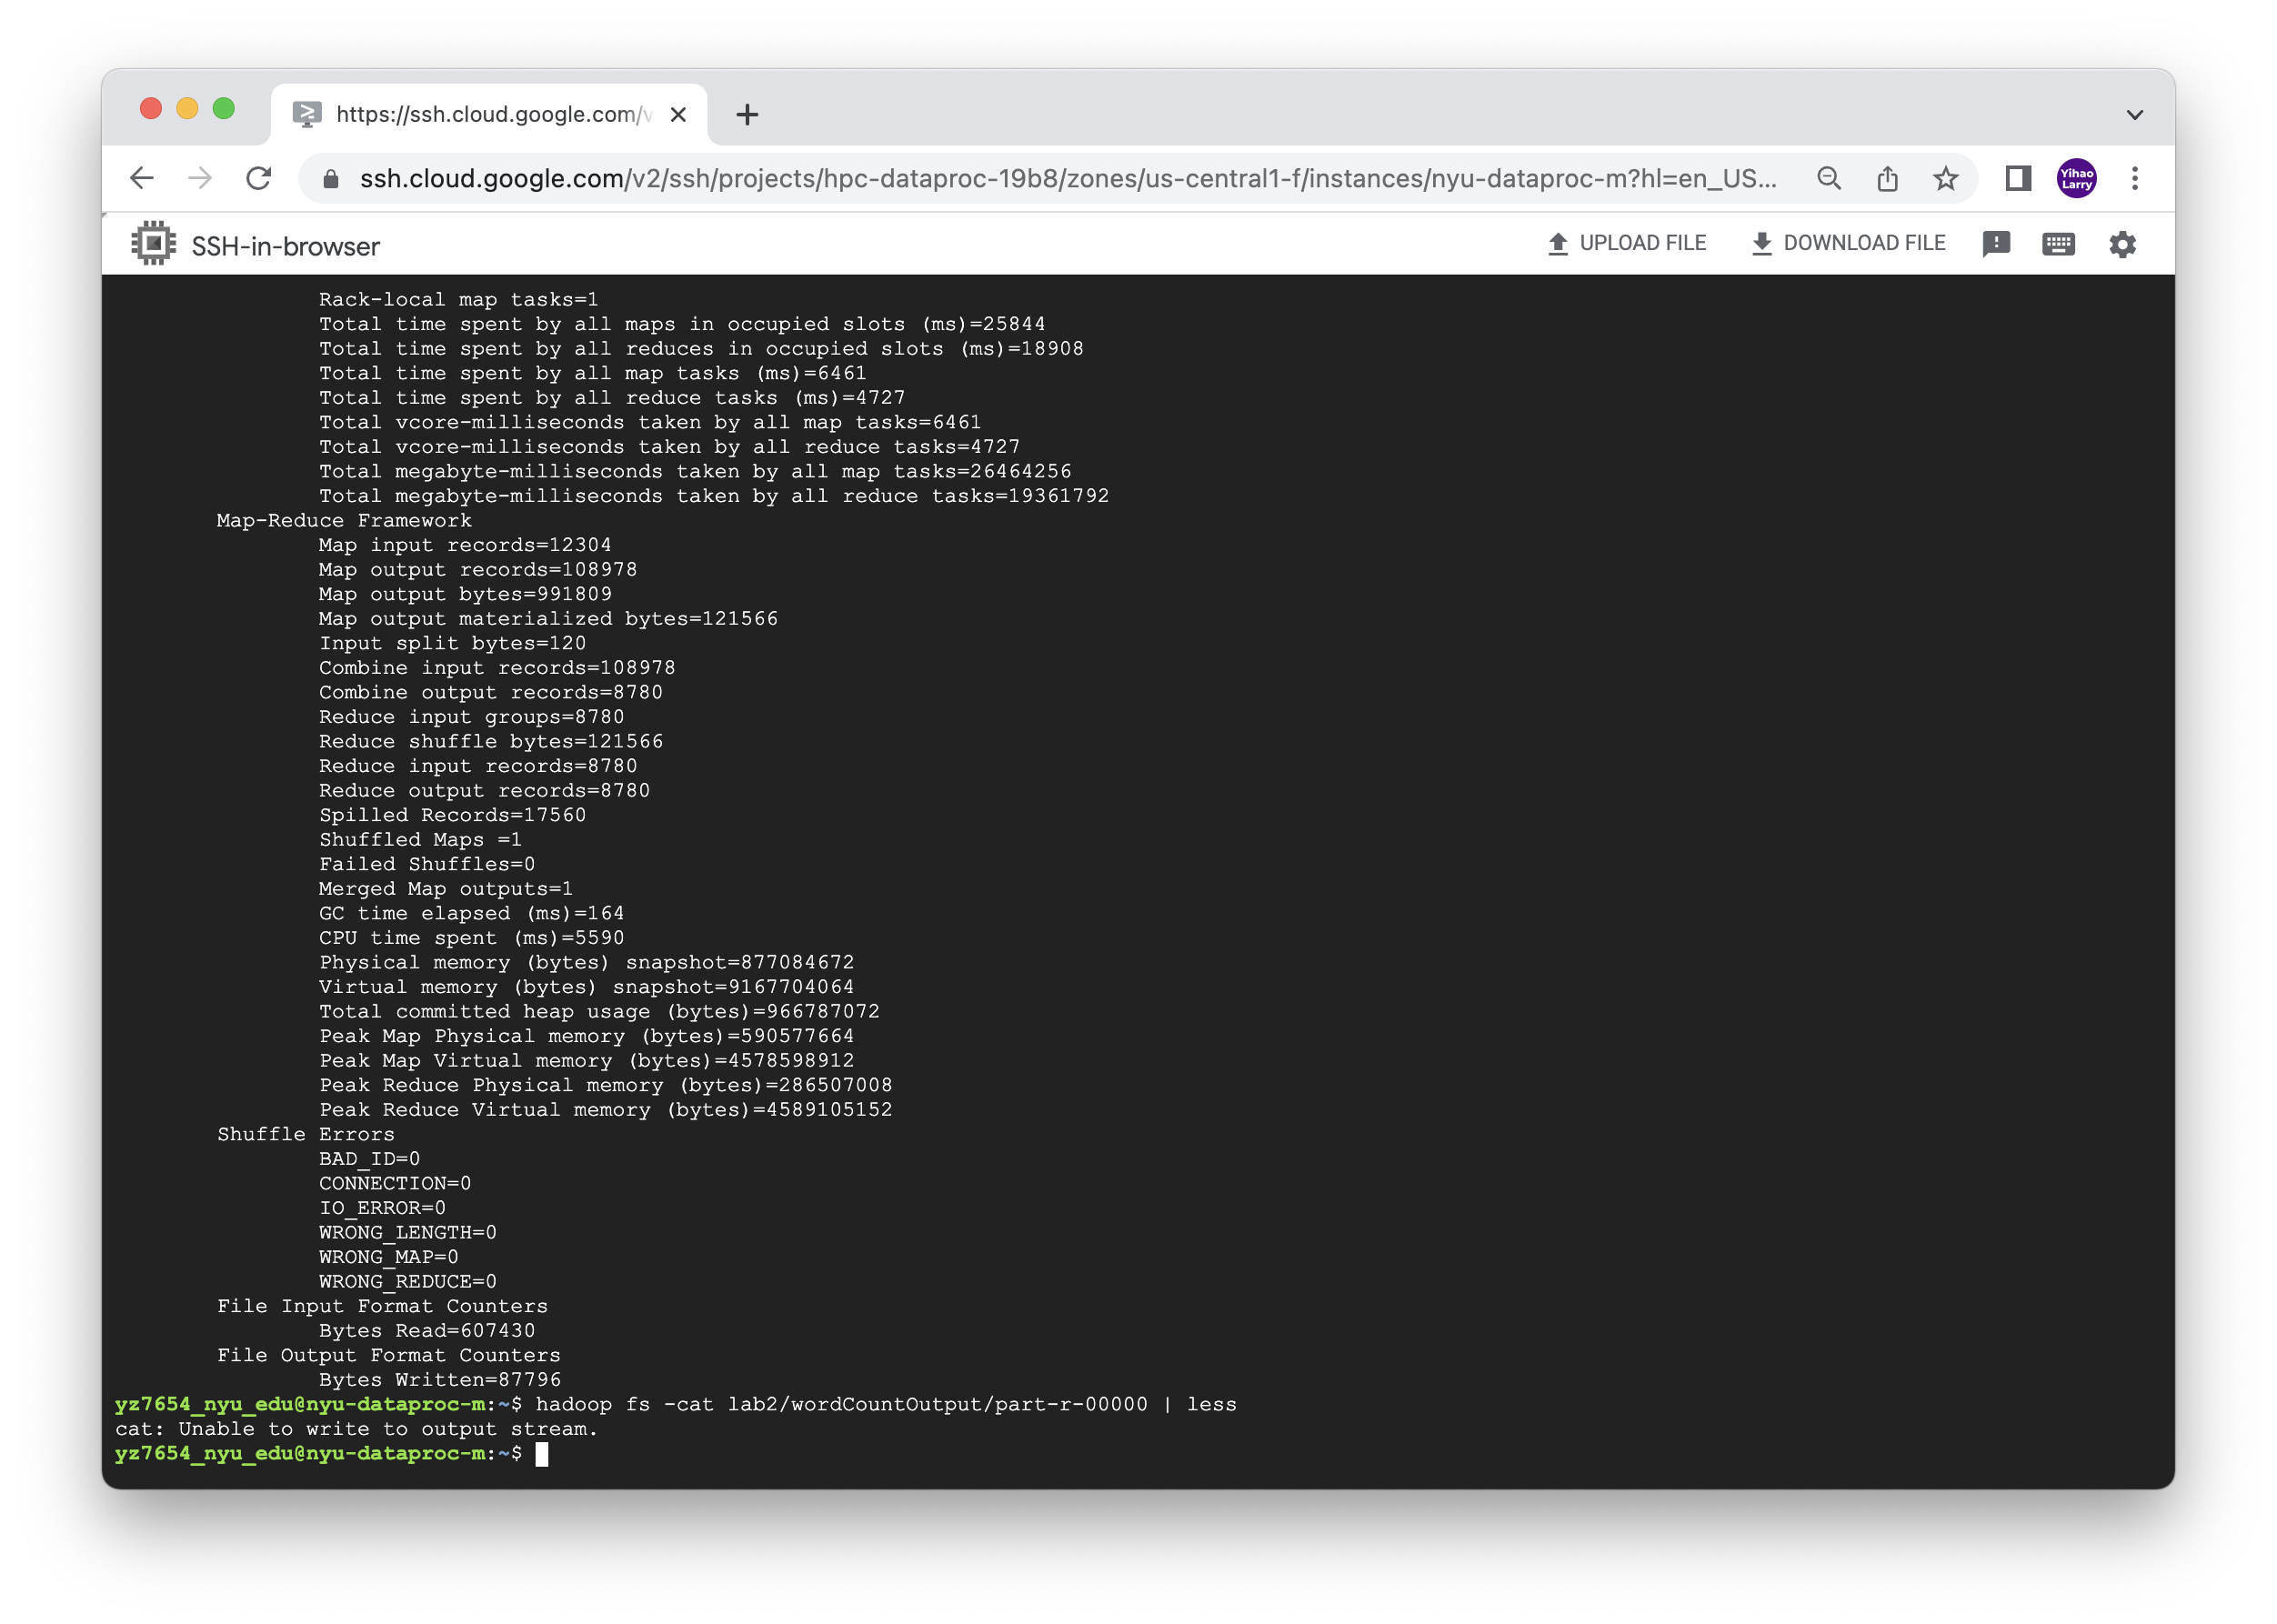 https://ssh.cloud.google.com/v
ssh.cloud.google.com/v2/ssh/projects/hpc-dataproc-19b8/zones/us-central1-f/instances/nyu-dataproc-m?hl=en_US...
Yihao
Larry
SSH-in-browser
UPLOAD FILE
DOWNLOAD FILE
Rack-local map tasks=1
Total time spent by all maps in occupied slots (ms)=25844
Total time spent by all reduces in occupied slots (ms)=18908
Total time spent by all map tasks (ms)=6461
Total time spent by all reduce tasks (ms)=4727
Total vcore-milliseconds taken by all map tasks=6461
Total vcore-milliseconds taken by all reduce tasks=4727
Total megabyte-milliseconds taken by all map tasks=26464256
Total megabyte-milliseconds taken by all reduce tasks=19361792
Map-Reduce Framework
Map input records=12304
Map output records=108978
Map output bytes=991809
Map output materialized bytes=121566
Input split bytes=120
Combine input records=108978
Combine output records=8780
Reduce input groups=8780
Reduce shuffle bytes=121566
Reduce input records=8780
Reduce output records=8780
Spilled Records=17560
Shuffled Maps =1
Failed Shuffles=0
Merged Map outputs=1
GC time elapsed (ms)=164
CPU time spent (ms)=5590
Physical memory (bytes) snapshot=877084672
Virtual memory (bytes) snapshot=9167704064
Total committed heap usage (bytes)=966787072
Peak Map Physical memory (bytes)=590577664
Peak Map Virtual memory (bytes)=4578598912
Peak Reduce Physical memory (bytes)=286507008
Peak Reduce Virtual memory (bytes)=4589105152
Shuffle Errors
BAD_ID=0
CONNECTION=0
IO_ERROR=0
WRONG_LENGTH=0
WRONG_MAP=0
WRONG_REDUCE=0
File Input Format Counters
Bytes Read=607430
File Output Format Counters
Bytes Written=87796
yz7654_nyu_edu@nyu-dataproc-m:~$ hadoop fs -cat lab2/wordCountOutput/part-r-00000 | less
cat: Unable to write to output stream.
yz7654_nyu_edu@nyu-dataproc-m:~$